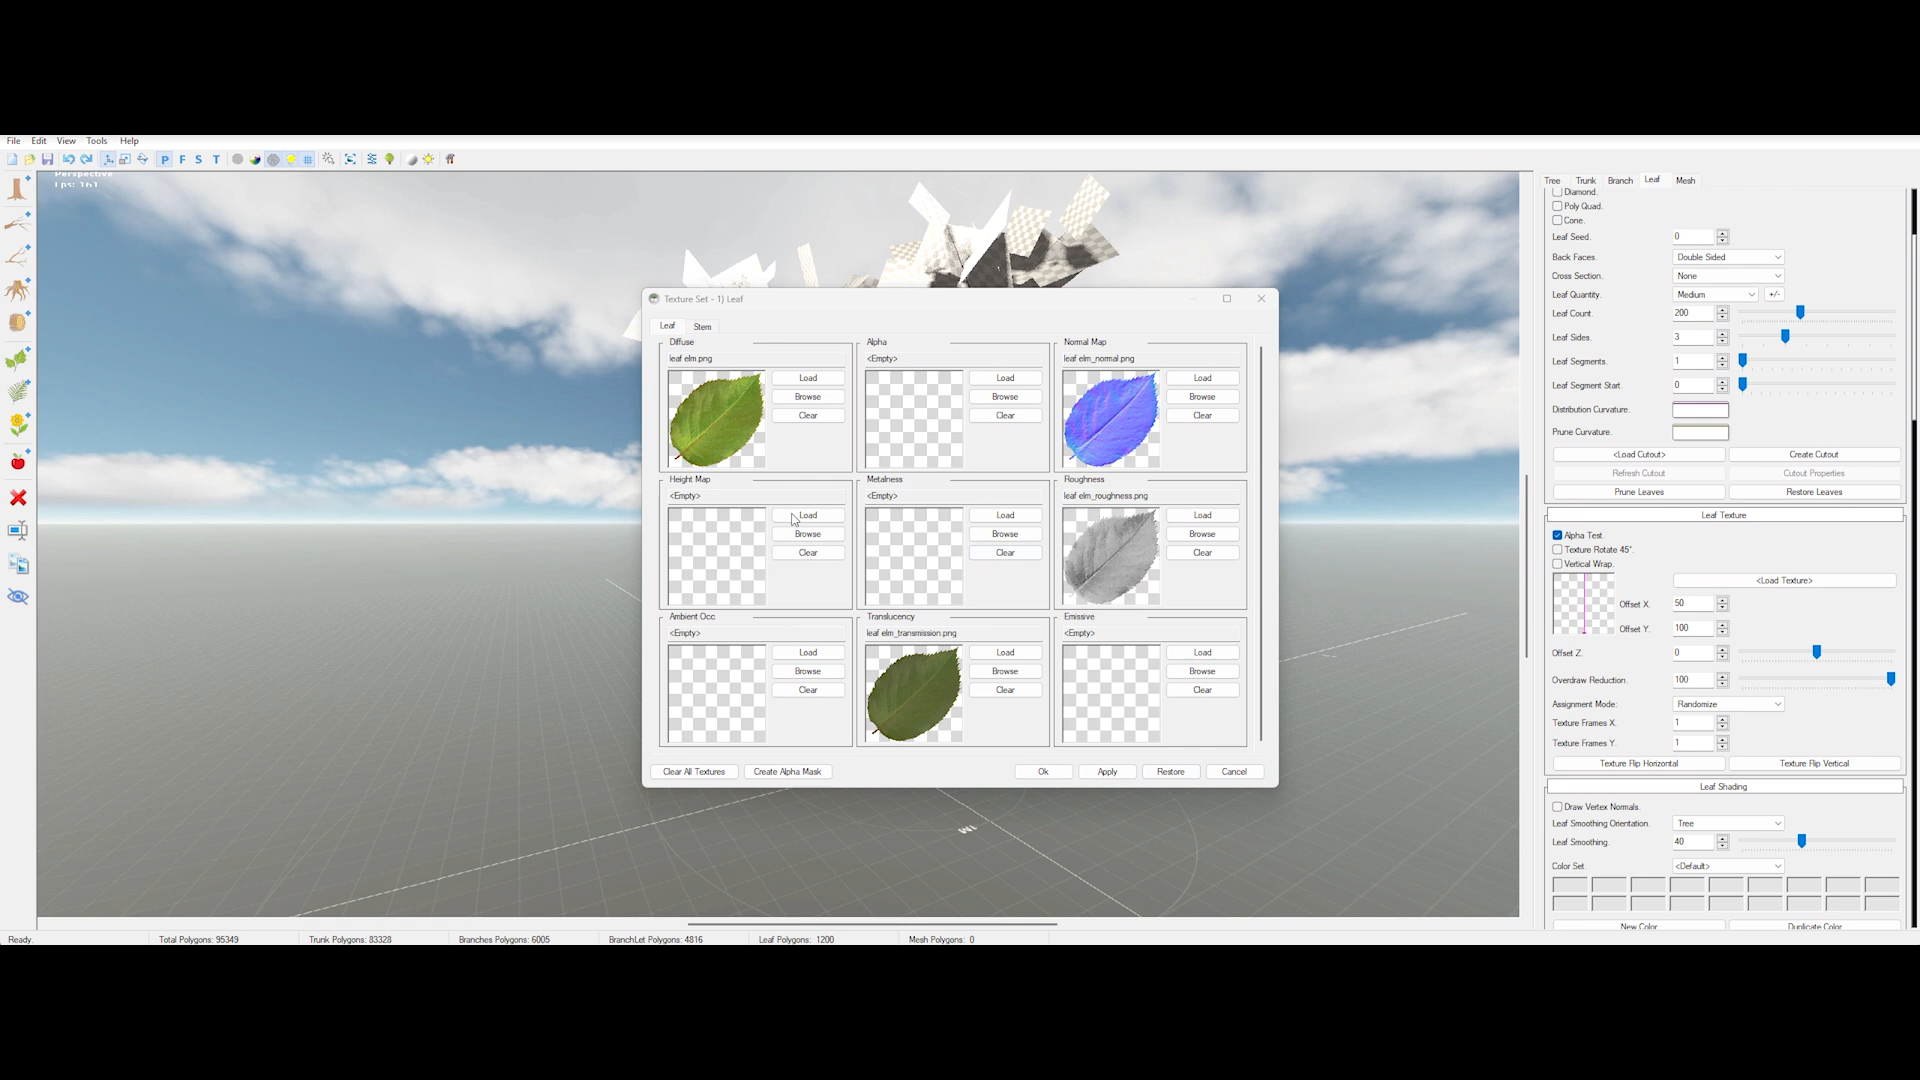 File Edit View Tools Help
P F S T
Perspective
Fps: 161
Tree Trunk Branch Leaf Mesh
Diamond.
Poly Quad.
Cone.
Leaf Seed. 0
Back Faces. Double Sided
Cross Section. None
Leaf Quantity. Medium +/-
Leaf Count. 200
Leaf Sides. 3
Leaf Segments. 1
Leaf Segment Start. 0
Distribution Curvature.
Prune Curvature.
<Load Cutout> Create Cutout
Refresh Cutout Cutout Properties
Prune Leaves Restore Leaves
Leaf Texture
Alpha Test.
Texture Rotate 45°.
Vertical Wrap.
<Load Texture>
Offset X. 50
Offset Y. 100
Offset Z. 0
Overdraw Reduction. 100
Assignment Mode: Randomize
Texture Frames X. 1
Texture Frames Y. 1
Texture Flip Horizontal Texture Flip Vertical
Leaf Shading
Draw Vertex Normals.
Leaf Smoothing Orientation. Tree
Leaf Smoothing. 40
Color Set. <Default>
New Color Duplicate Color
Texture Set - 1) Leaf
Leaf Stem
Diffuse Alpha Normal Map
leaf elm.png <Empty> leaf elm_normal.png
Load Load Load
Browse Browse Browse
Clear Clear Clear
Height Map Metalness Roughness
<Empty> <Empty> leaf elm_roughness.png
Load Load Load
Browse Browse Browse
Clear Clear Clear
Ambient Occ Translucency Emissive
<Empty> leaf elm_transmission.png <Empty>
Load Load Load
Browse Browse Browse
Clear Clear Clear
Clear All Textures Create Alpha Mask Ok Apply Restore Cancel
Ready. Total Polygons: 95349 Trunk Polygons: 83328 Branches Polygons: 6005 BranchLet Polygons: 4816 Leaf Polygons: 1200 Mesh Polygons: 0